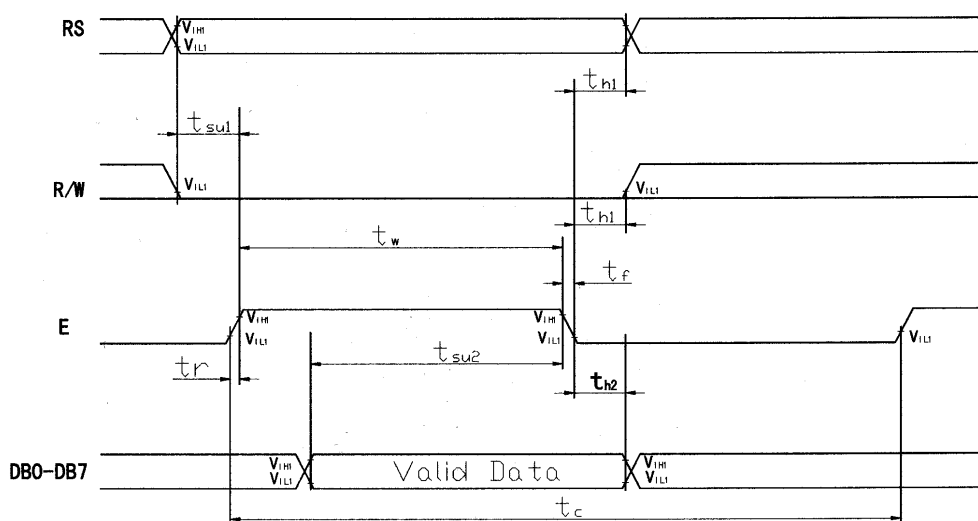 RS
VIH1
VIL1
th1
tsu1
R/W
VIL1
VIL1
th1
tw
tf
E
VIH1
VIL1
VIH1
VIL1
VIL1
tr
tsu2
th2
DB0-DB7
VIH1
VIL1
Valid Data
VIH1
VIL1
tc